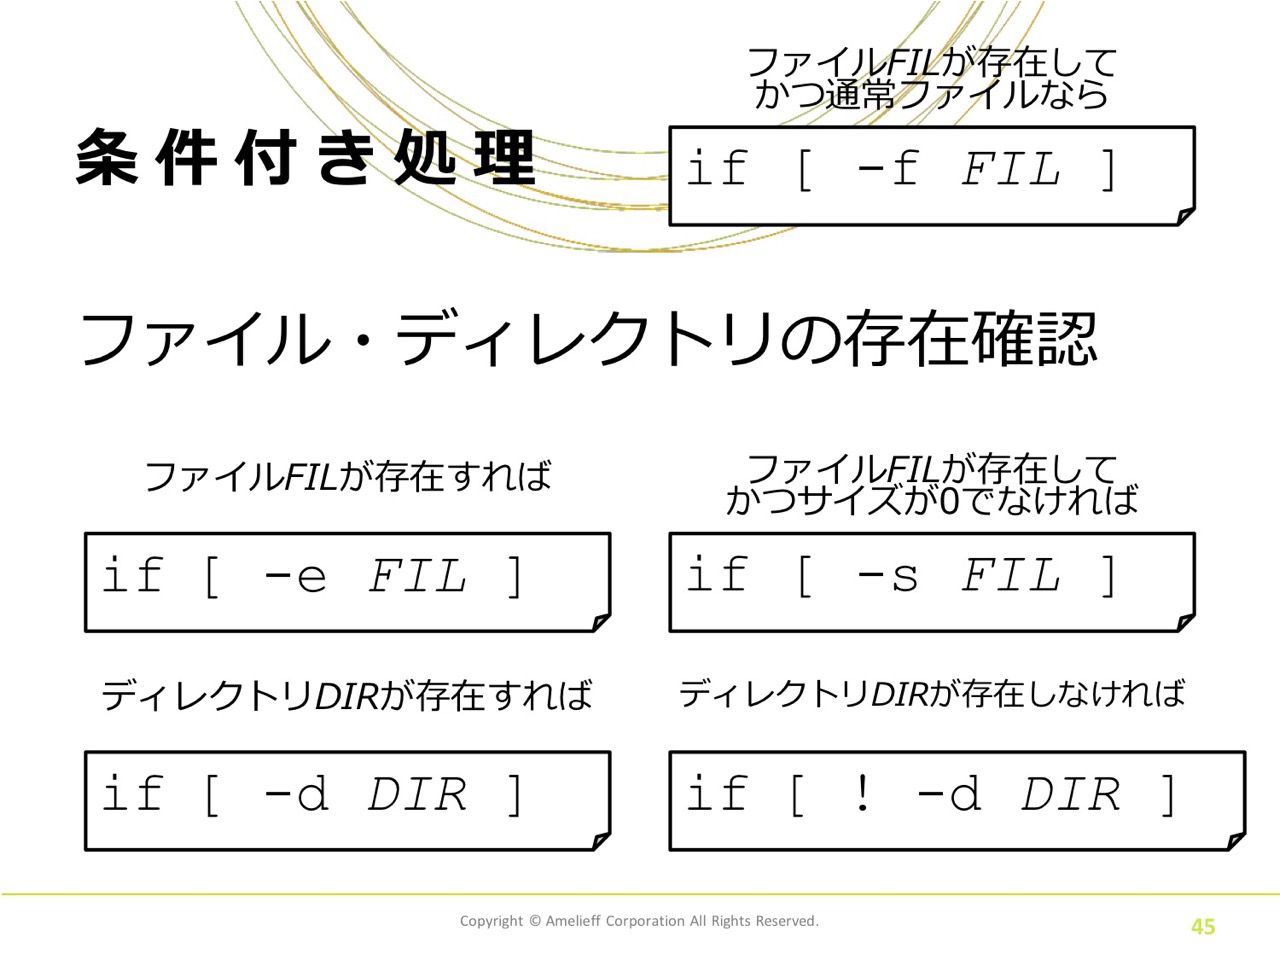 ファイルFILが存在して
かつ通常ファイルなら
条件付き処理
if [ -f FIL ]
ファイル・ディレクトリの存在確認
ファイルFILが存在すれば
ファイルFILが存在して
かつサイズが0でなければ
if [ -e FIL ]
if [ -s FIL ]
ディレクトリDIRが存在すれば
ディレクトリDIRが存在しなければ
if [ -d DIR ]
if [ ! -d DIR ]
Copyright © Amelieff Corporation All Rights Reserved.
45